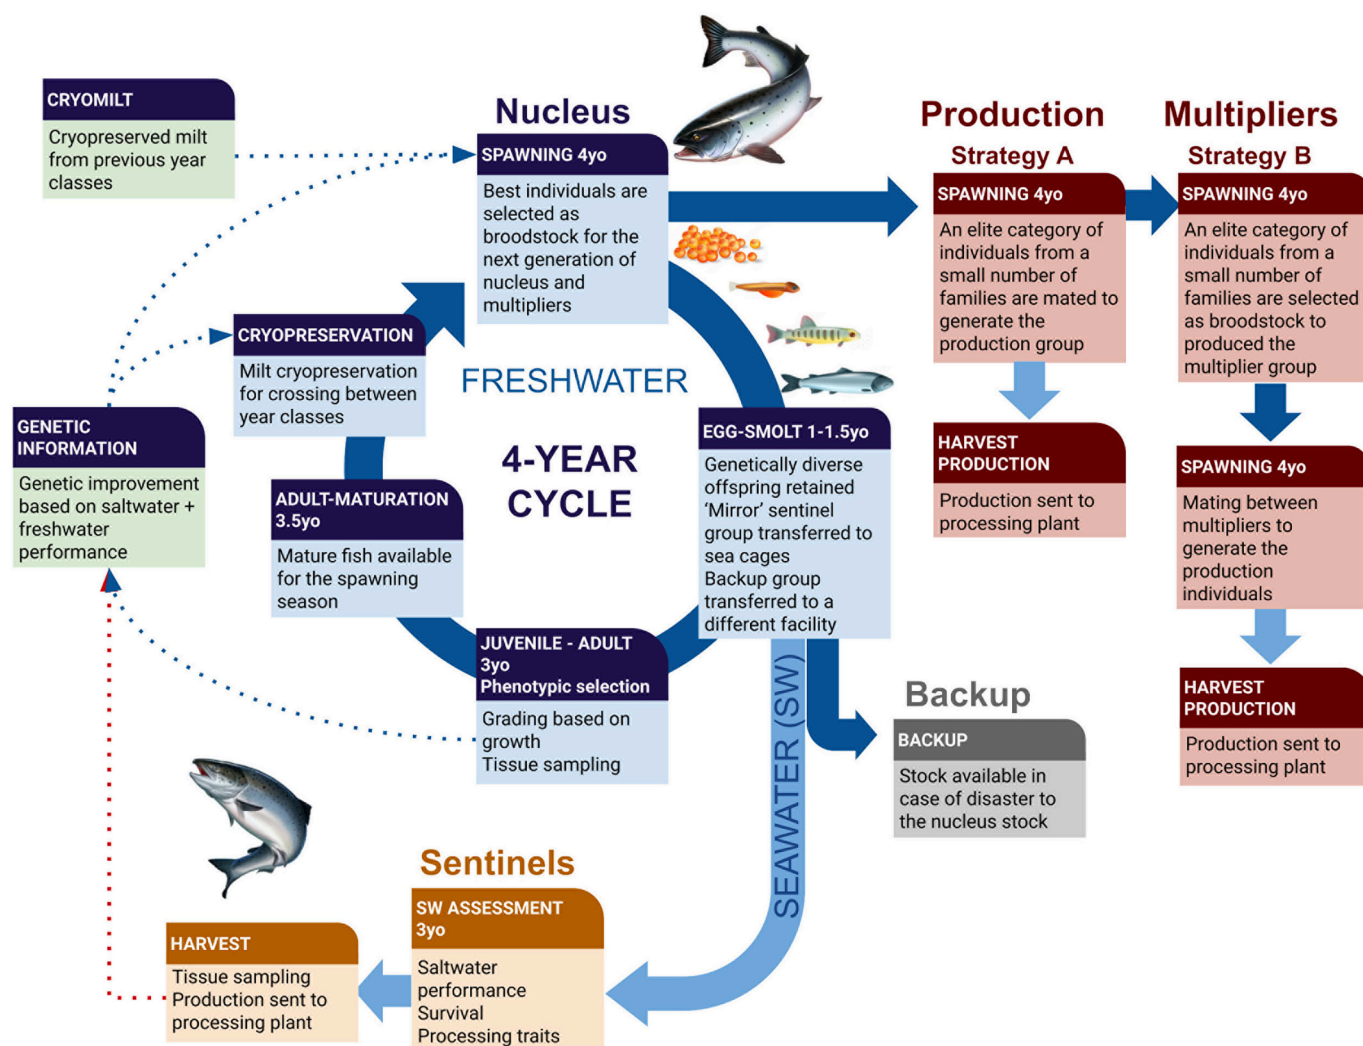 CRYOMILT
Cryopreserved milt
from previous year
classes
Nucleus
SPAWNING 4yo
Best individuals are
selected as
broodstock for the
next generation of
nucleus and
multipliers
Production
Strategy A
SPAWNING 4yo
An elite category of
individuals from a
small number of
families are mated to
generate the
production group
HARVEST
PRODUCTION
Production sent to
processing plant
Multipliers
Strategy B
SPAWNING 4yo
An elite category of
individuals from a
small number of
families are selected
as broodstock to
produced the
multiplier group
SPAWNING 4yo
Mating between
multipliers to
generate the
production
individuals
HARVEST
PRODUCTION
Production sent to
processing plant
CRYOPRESERVATION
Milt cryopreservation
for crossing between
year classes
FRESHWATER
4-YEAR
CYCLE
GENETIC
INFORMATION
Genetic improvement
based on saltwater +
freshwater
performance
ADULT-MATURATION
3.5yo
Mature fish available
for the spawning
season
EGG-SMOLT 1-1.5yo
Genetically diverse
offspring retained
‘Mirror’ sentinel
group transferred to
sea cages
Backup group
transferred to a
different facility
JUVENILE - ADULT
3yo
Phenotypic selection
Grading based on
growth
Tissue sampling
SEAWATER (SW)
Backup
BACKUP
Stock available in
case of disaster to
the nucleus stock
Sentinels
SW ASSESSMENT
3yo
Saltwater
performance
Survival
Processing traits
HARVEST
Tissue sampling
Production sent to
processing plant